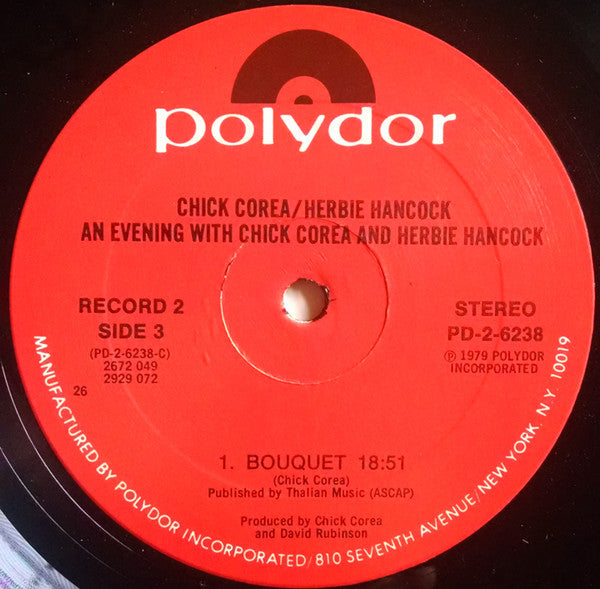 polydor
CHICK COREA/HERBIE HANCOCK
AN EVENING WITH CHICK COREA AND HERBIE HANCOCK
RECORD 2
SIDE 3
(PD-2-6238-C)
2672 049
2929 072
26
STEREO
PD-2-6238
Ⓟ 1979 POLYDOR
INCORPORATED
1. BOUQUET 18:51
(Chick Corea)
Published by Thalian Music (ASCAP)
Produced by Chick Corea
and David Rubinson
MANUFACTURED BY POLYDOR INCORPORATED/810 SEVENTH AVENUE/NEW YORK, N.Y. 10019